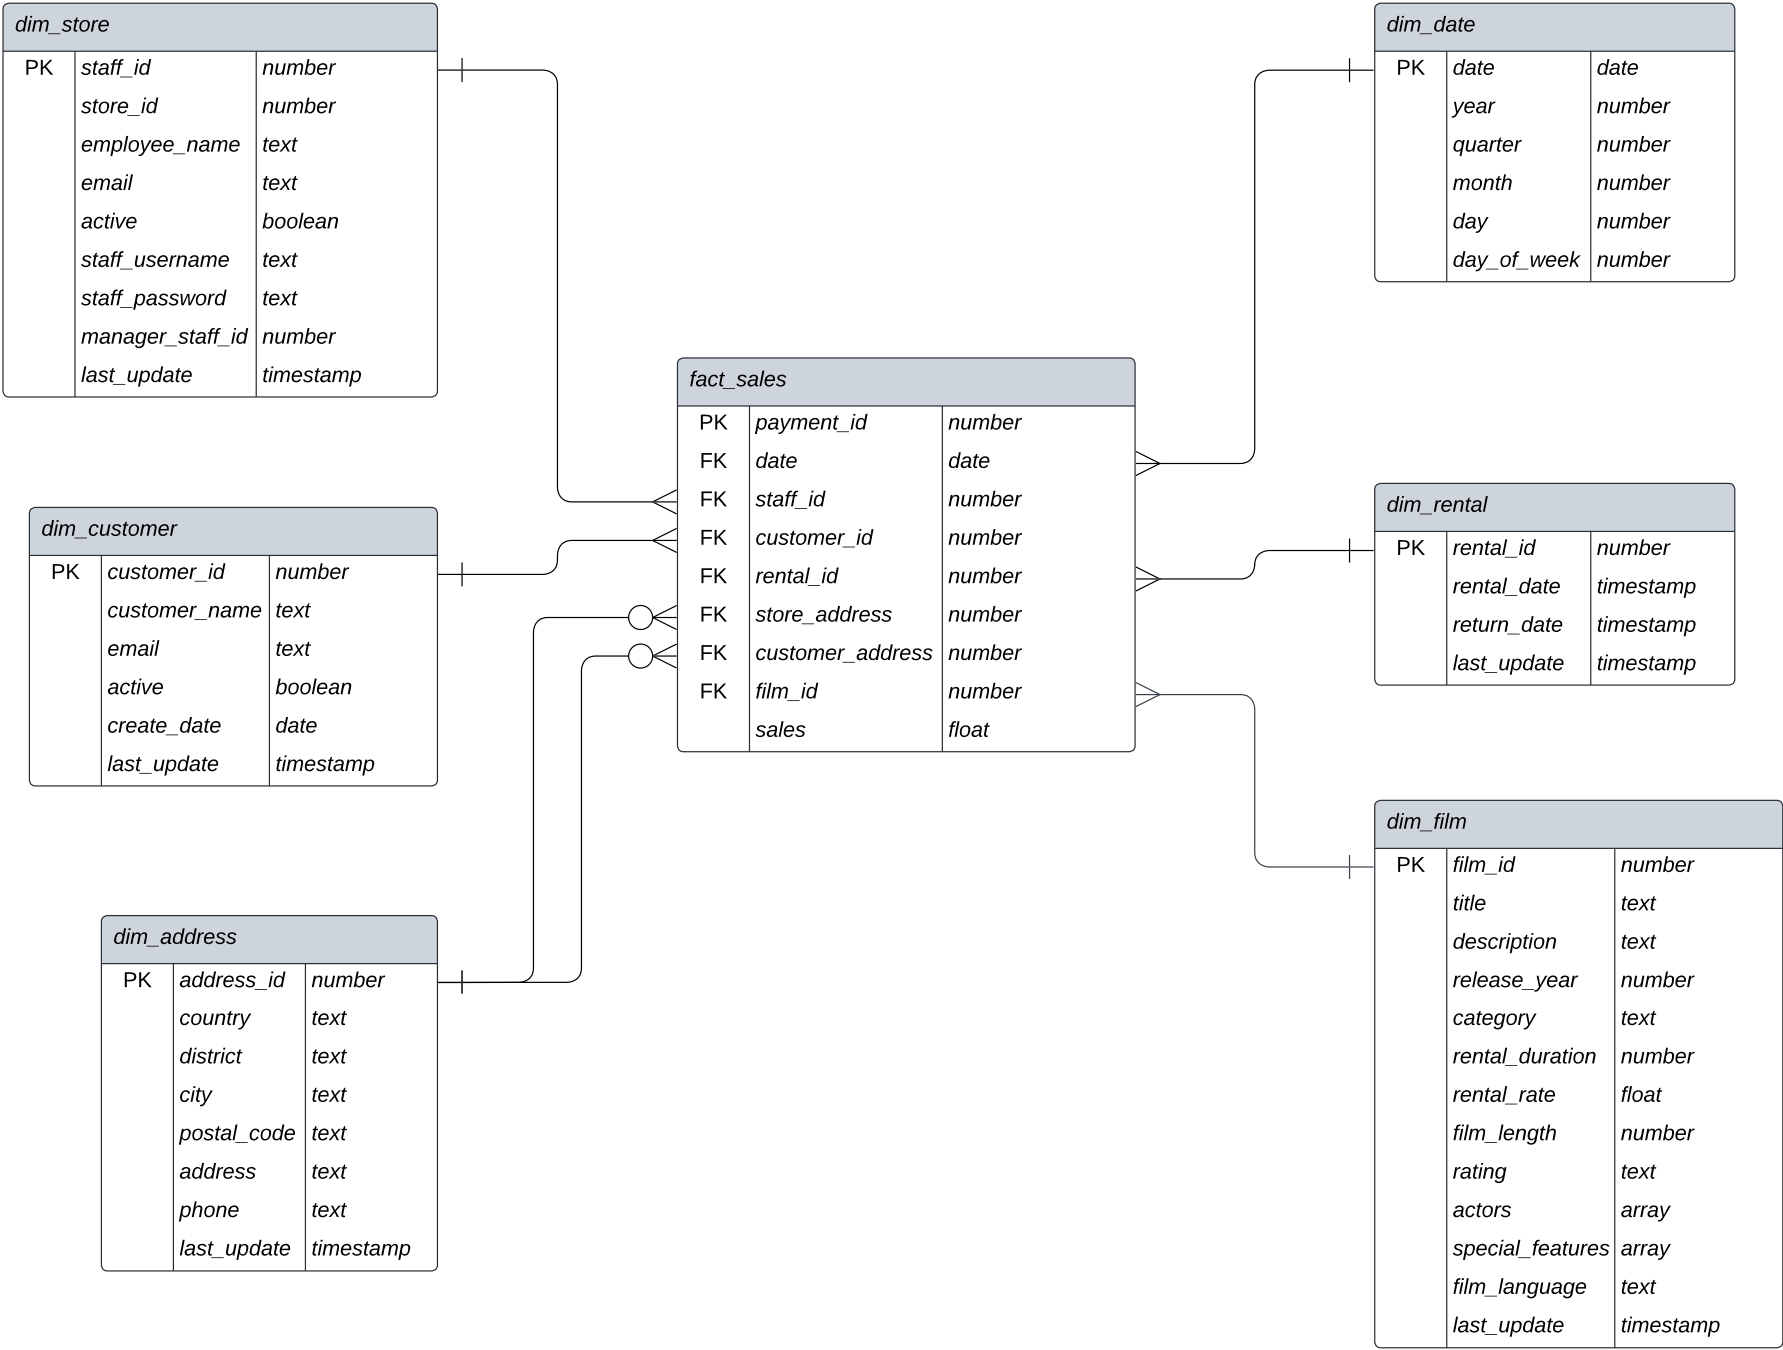 dim_store
PK staff_id number
store_id number
employee_name text
email text
active boolean
staff_username text
staff_password text
manager_staff_id number
last_update timestamp
dim_customer
PK customer_id number
customer_name text
email text
active boolean
create_date date
last_update timestamp
dim_address
PK address_id number
country text
district text
city text
postal_code text
address text
phone text
last_update timestamp
fact_sales
PK payment_id number
FK date date
FK staff_id number
FK customer_id number
FK rental_id number
FK store_address number
FK customer_address number
FK film_id number
sales float
dim_date
PK date date
year number
quarter number
month number
day number
day_of_week number
dim_rental
PK rental_id number
rental_date timestamp
return_date timestamp
last_update timestamp
dim_film
PK film_id number
title text
description text
release_year number
category text
rental_duration number
rental_rate float
film_length number
rating text
actors array
special_features array
film_language text
last_update timestamp